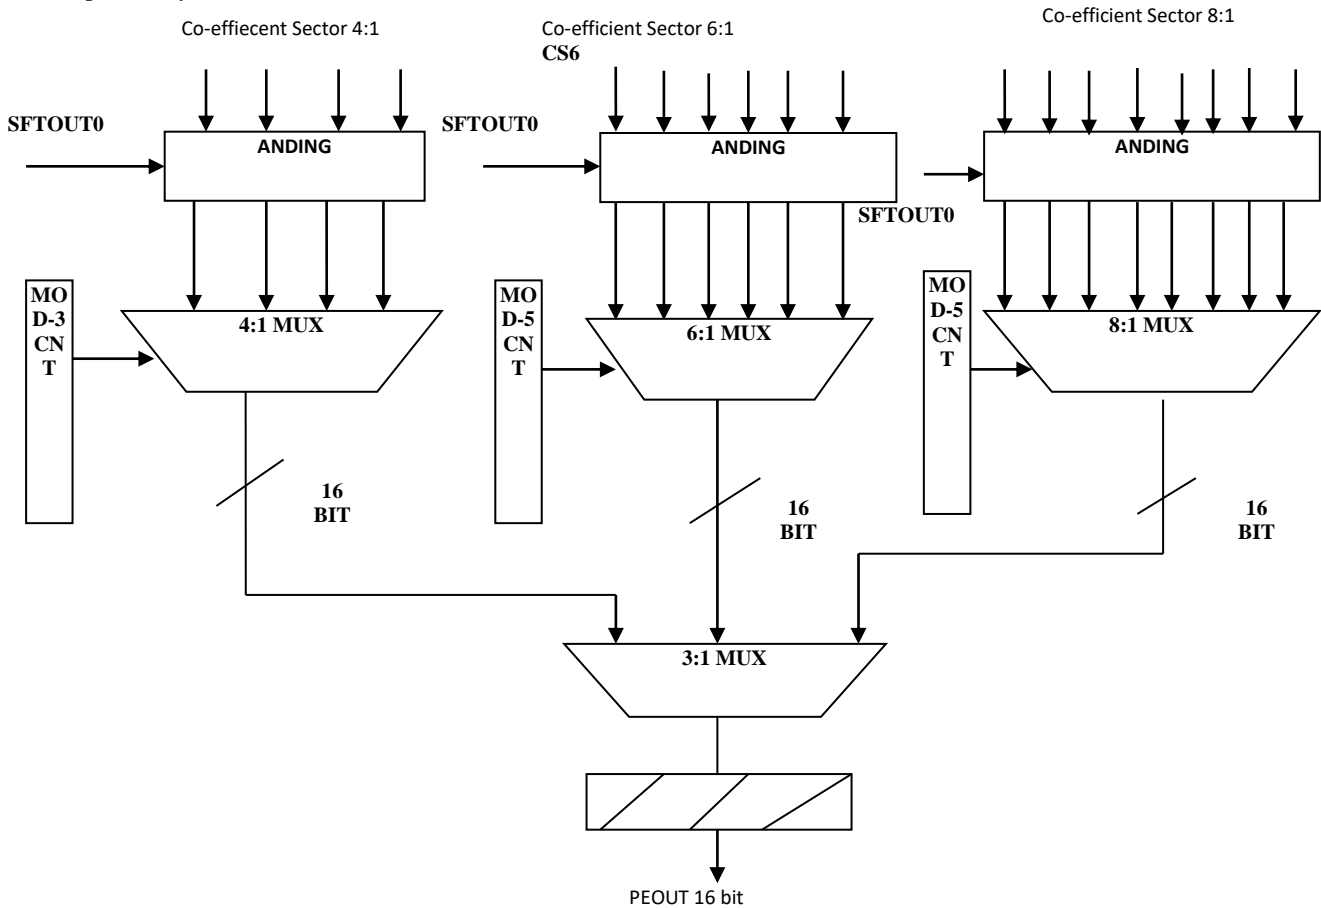 Co-effiecent Sector 4:1
Co-efficient Sector 6:1
CS6
Co-efficient Sector 8:1
SFTOUT0
ANDING
SFTOUT0
ANDING
SFTOUT0
ANDING
MO
D-3
CN
T
4:1 MUX
MO
D-5
CN
T
6:1 MUX
MO
D-5
CN
T
8:1 MUX
16
BIT
16
BIT
16
BIT
3:1 MUX
PEOUT 16 bit